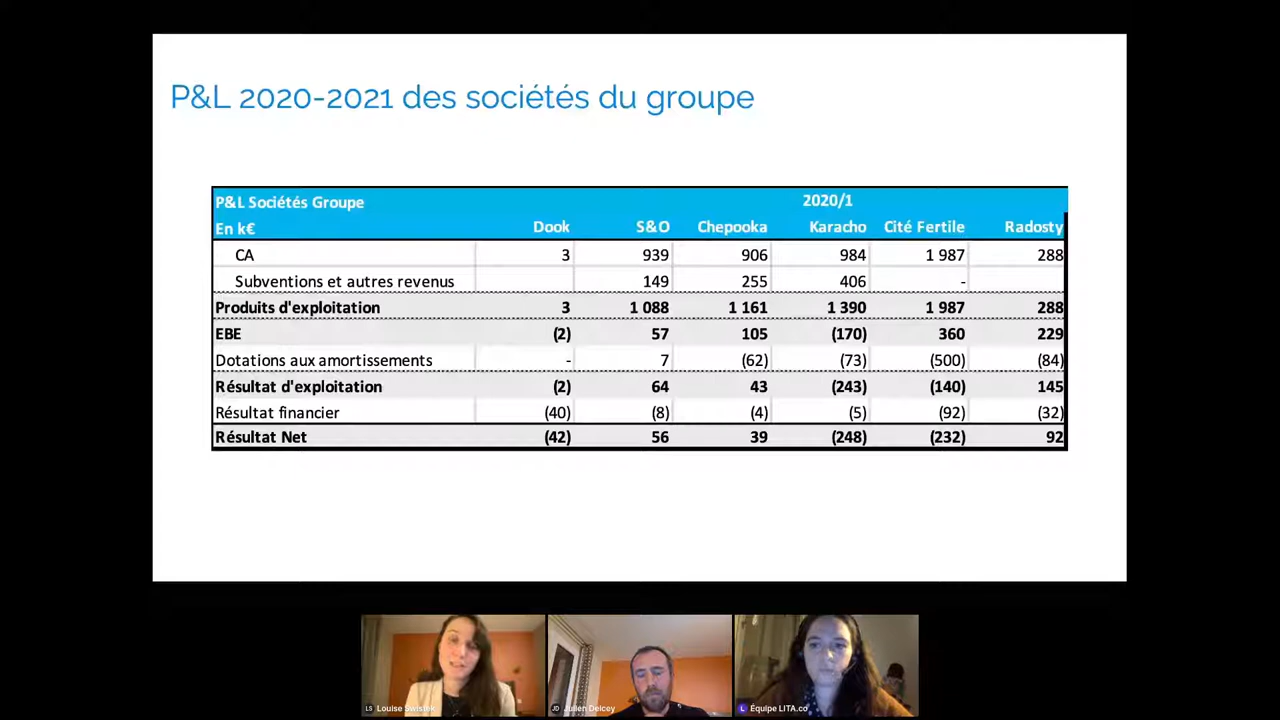 P&L 2020-2021 des sociétés du groupe
P&L Sociétés Groupe 2020/1
En k€ Dook S&O Chepooka Karacho Cité Fertile Radosty
CA 3 939 906 984 1 987 288
Subventions et autres revenus 149 255 406 -
Produits d'exploitation 3 1 088 1 161 1 390 1 987 288
EBE (2) 57 105 (170) 360 229
Dotations aux amortissements - 7 (62) (73) (500) (84)
Résultat d'exploitation (2) 64 43 (243) (140) 145
Résultat financier (40) (8) (4) (5) (92) (32)
Résultat Net (42) 56 39 (248) (232) 92
LS Louise Swistek JD Julien Delcey L Équipe LITA.co